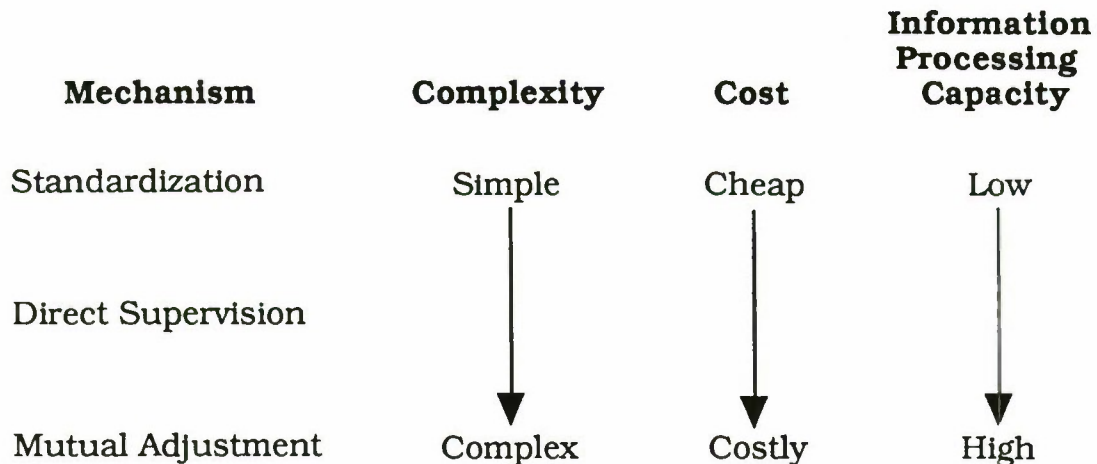 Information
Processing
Mechanism Complexity Cost Capacity
Standardization Simple Cheap Low
Direct Supervision
Mutual Adjustment Complex Costly High